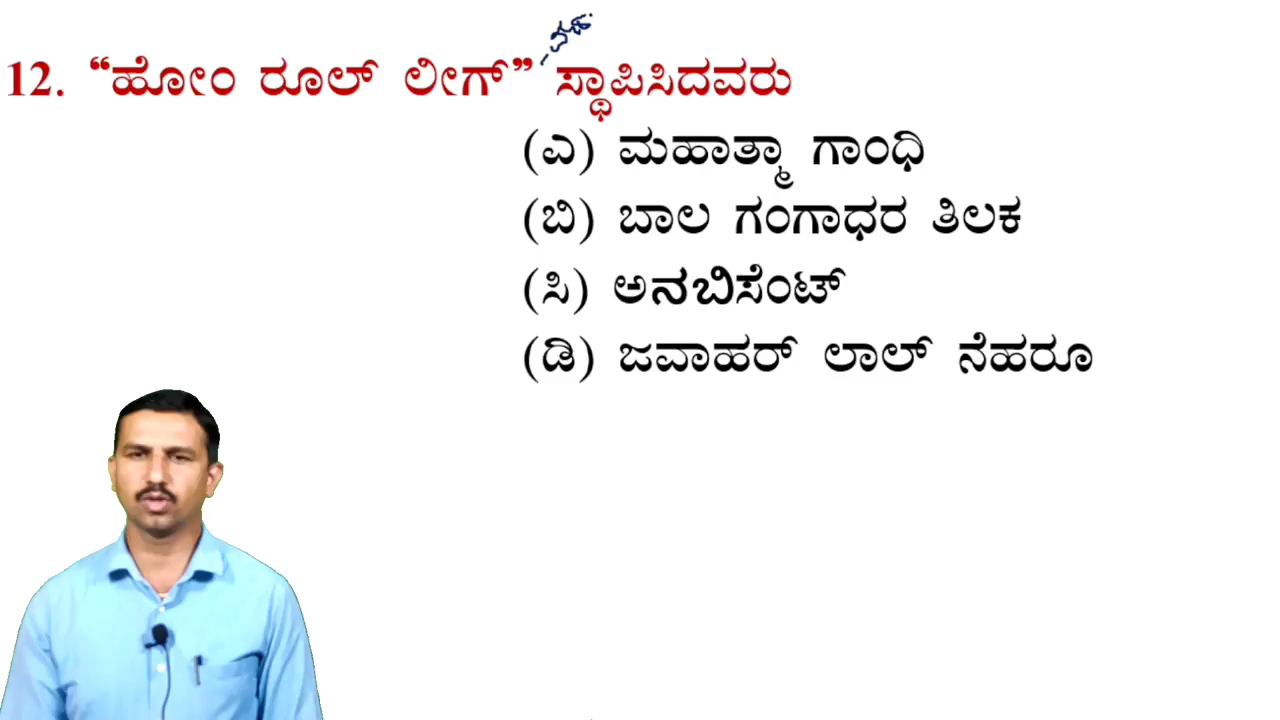 12. “ಹೋಂ ರೂಲ್ ಲೀಗ್” ಸ್ಥಾಪಿಸಿದವರು
(ಎ) ಮಹಾತ್ಮಾ ಗಾಂಧಿ
(ಬಿ) ಬಾಲ ಗಂಗಾಧರ ತಿಲಕ
(ಸಿ) ಅನಬಿಸೆಂಟ್
(ಡಿ) ಜವಾಹರ್ ಲಾಲ್ ನೆಹರೂ